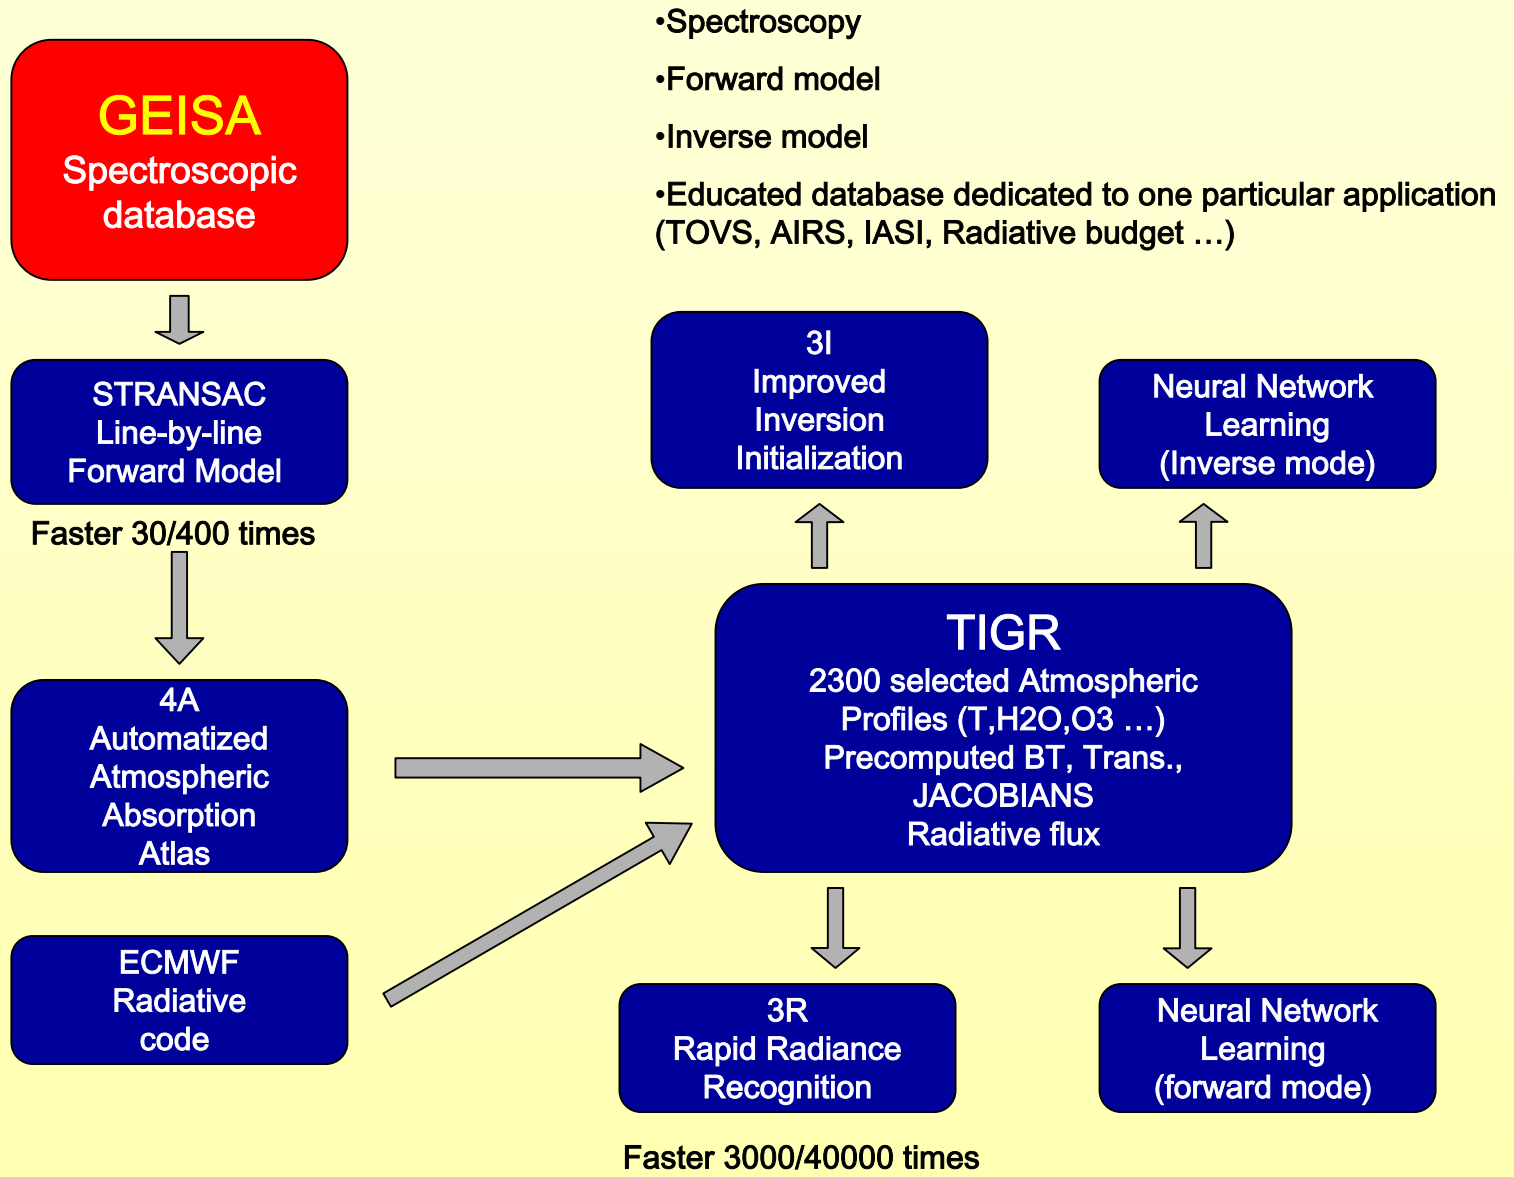 •Spectroscopy
•Forward model
•Inverse model
•Educated database dedicated to one particular application
(TOVS, AIRS, IASI, Radiative budget …)
GEISA
Spectroscopic
database
STRANSAC
Line-by-line
Forward Model
Faster 30/400 times
4A
Automatized
Atmospheric
Absorption
Atlas
ECMWF
Radiative
code
3I
Improved
Inversion
Initialization
Neural Network
Learning
(Inverse mode)
TIGR
2300 selected Atmospheric
Profiles (T,H2O,O3 …)
Precomputed BT, Trans.,
JACOBIANS
Radiative flux
3R
Rapid Radiance
Recognition
Neural Network
Learning
(forward mode)
Faster 3000/40000 times